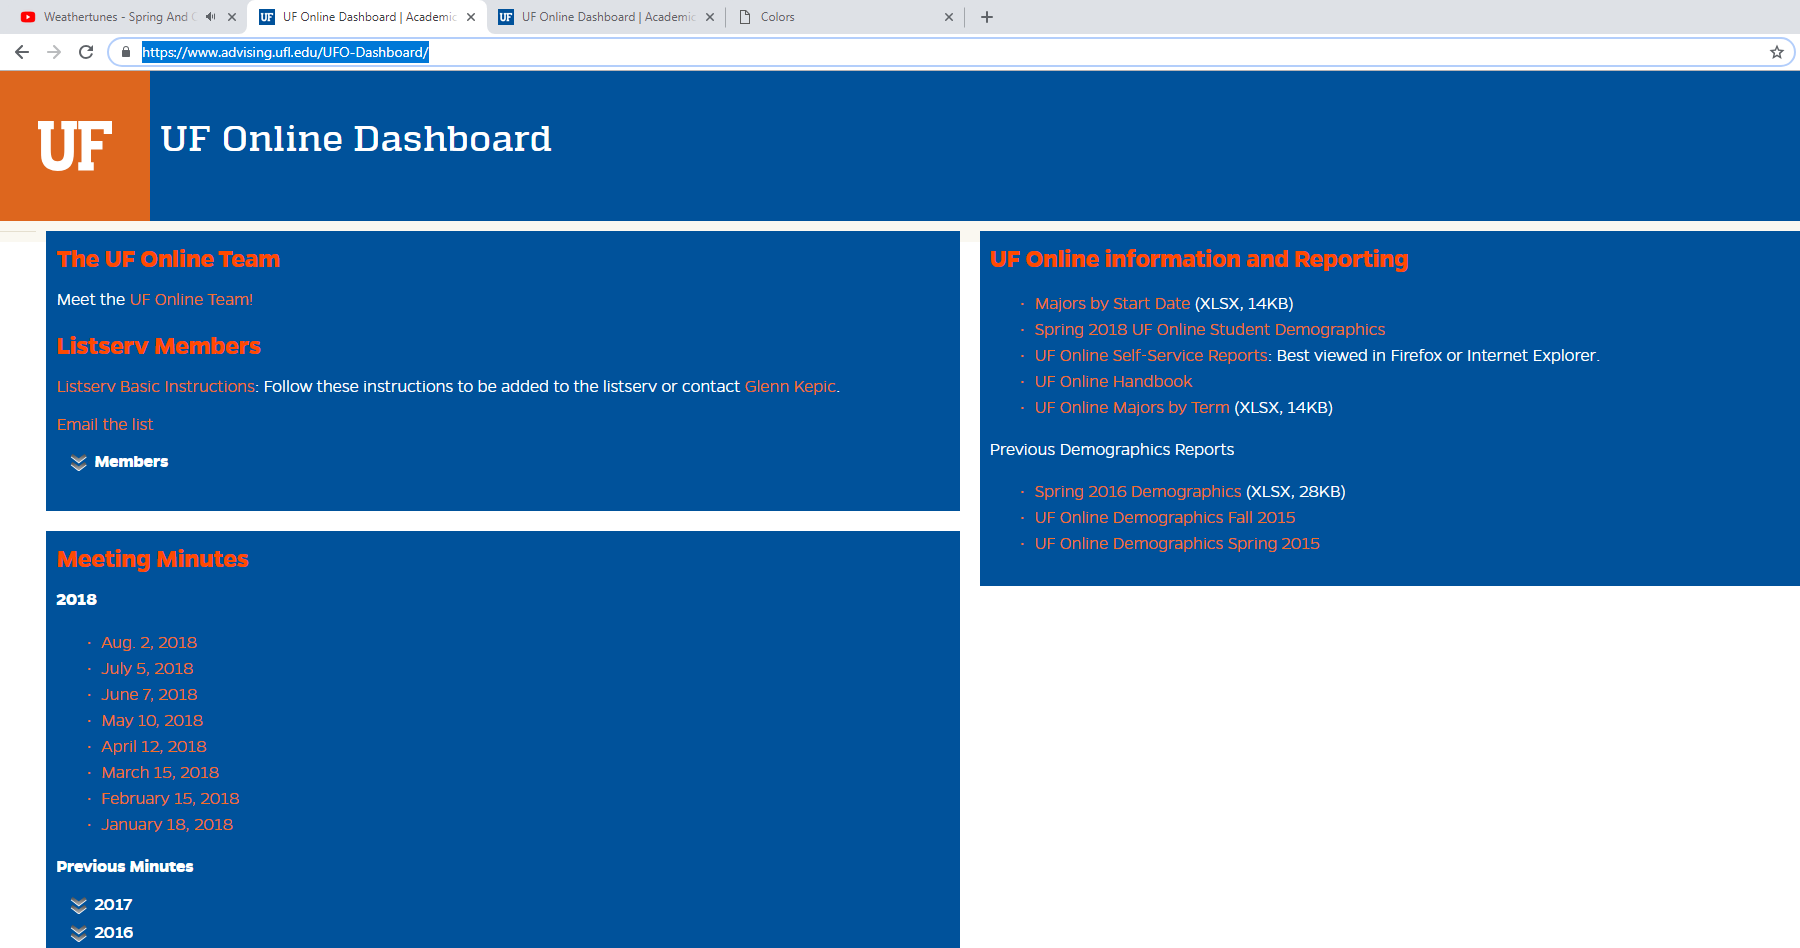 Weathertunes - Spring And
UF Online Dashboard | Academic
UF Online Dashboard | Academic
Colors
https://www.advising.ufl.edu/UFO-Dashboard/
UF
UF Online Dashboard
The UF Online Team
Meet the UF Online Team!
Listserv Members
Listserv Basic Instructions: Follow these instructions to be added to the listserv or contact Glenn Kepic.
Email the list
Members
Meeting Minutes
2018
· Aug. 2, 2018
· July 5, 2018
· June 7, 2018
· May 10, 2018
· April 12, 2018
· March 15, 2018
· February 15, 2018
· January 18, 2018
Previous Minutes
2017
2016
UF Online information and Reporting
· Majors by Start Date (XLSX, 14KB)
· Spring 2018 UF Online Student Demographics
· UF Online Self-Service Reports: Best viewed in Firefox or Internet Explorer.
· UF Online Handbook
· UF Online Majors by Term (XLSX, 14KB)
Previous Demographics Reports
· Spring 2016 Demographics (XLSX, 28KB)
· UF Online Demographics Fall 2015
· UF Online Demographics Spring 2015